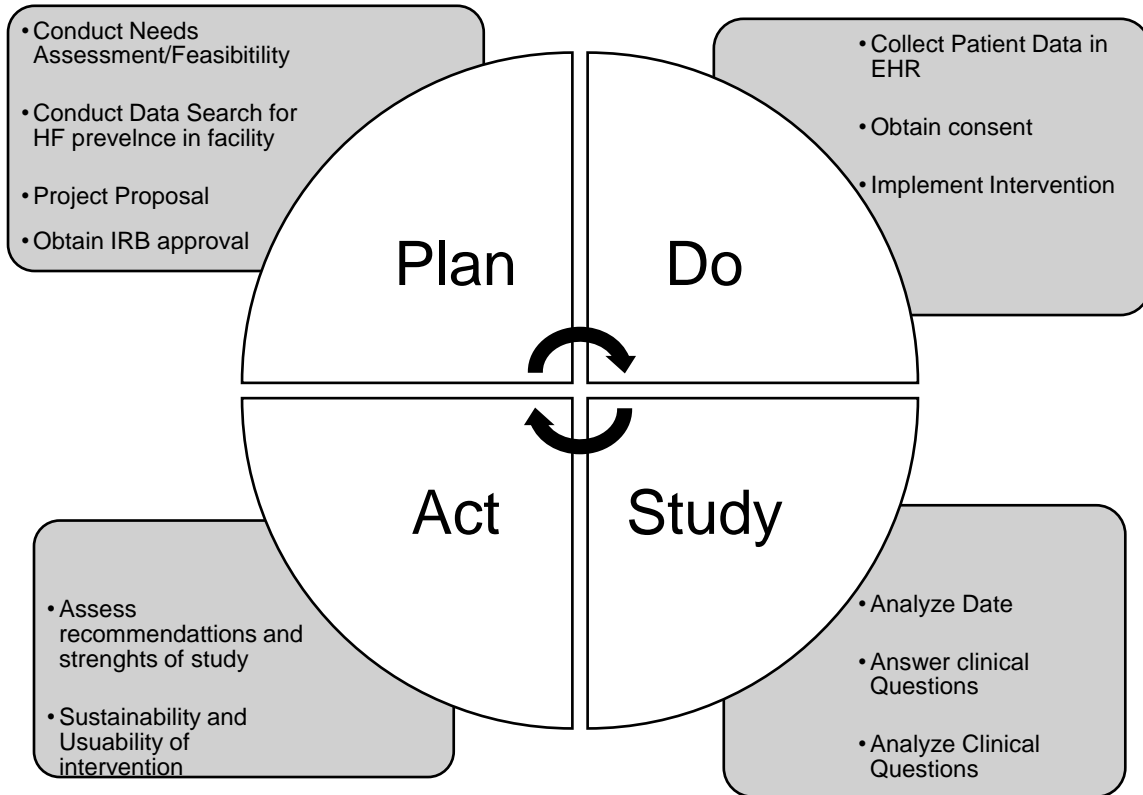 • Conduct Needs
Assessment/Feasibitility
• Conduct Data Search for
HF prevelnce in facility
• Project Proposal
• Obtain IRB approval
Plan
• Collect Patient Data in
EHR
• Obtain consent
• Implement Intervention
Do
Act
• Assess
recommendattions and
strenghts of study
• Sustainability and
Usuability of
intervention
Study
• Analyze Date
• Answer clinical
Questions
• Analyze Clinical
Questions